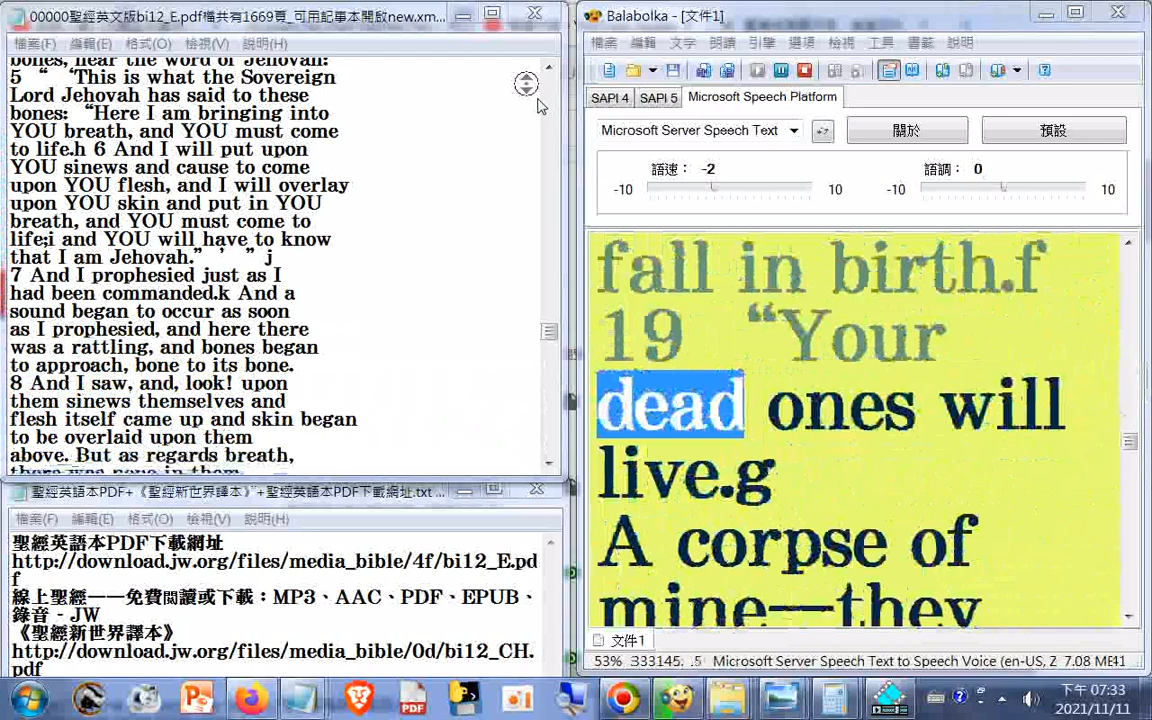 00000聖經英文版bi12_E.pdf檔共有1669頁_可用記事本開啟new.xm...
檔案(F) 編輯(E) 格式(O) 檢視(V) 說明(H)
bones, hear the word of Jehovah:
5 “ ‘This is what the Sovereign
Lord Jehovah has said to these
bones: “Here I am bringing into
YOU breath, and YOU must come
to life.h 6 And I will put upon
YOU sinews and cause to come
upon YOU flesh, and I will overlay
upon YOU skin and put in YOU
breath, and YOU must come to
life;i and YOU will have to know
that I am Jehovah.” ’ ” j
7 And I prophesied just as I
had been commanded.k And a
sound began to occur as soon
as I prophesied, and here there
was a rattling, and bones began
to approach, bone to its bone.
8 And I saw, and, look! upon
them sinews themselves and
flesh itself came up and skin began
to be overlaid upon them
above. But as regards breath,
there was none in them
聖經英語本PDF+《聖經新世界譯本》+聖經英語本PDF下載網址.txt ...
檔案(F) 編輯(E) 格式(O) 檢視(V) 說明(H)
聖經英語本PDF下載網址
http://download.jw.org/files/media_bible/4f/bi12_E.pd
f
線上聖經——免費閱讀或下載：MP3、AAC、PDF、EPUB、
錄音 - JW
《聖經新世界譯本》
http://download.jw.org/files/media_bible/0d/bi12_CH.
pdf
Balabolka - [文件1]
檔案 編輯 文字 朗讀 引擎 選項 檢視 工具 書籤 說明
SAPI 4 SAPI 5 Microsoft Speech Platform
Microsoft Server Speech Text 關於 預設
語速： -2 語調： 0
-10 10 -10 10
fall in birth.f
19 “Your
dead ones will
live.g
A corpse of
mine—they
文件1
53% 333145. .5 Microsoft Server Speech Text to Speech Voice (en-US, Z 7.08 ME41
PDF
下午 07:33
2021/11/11